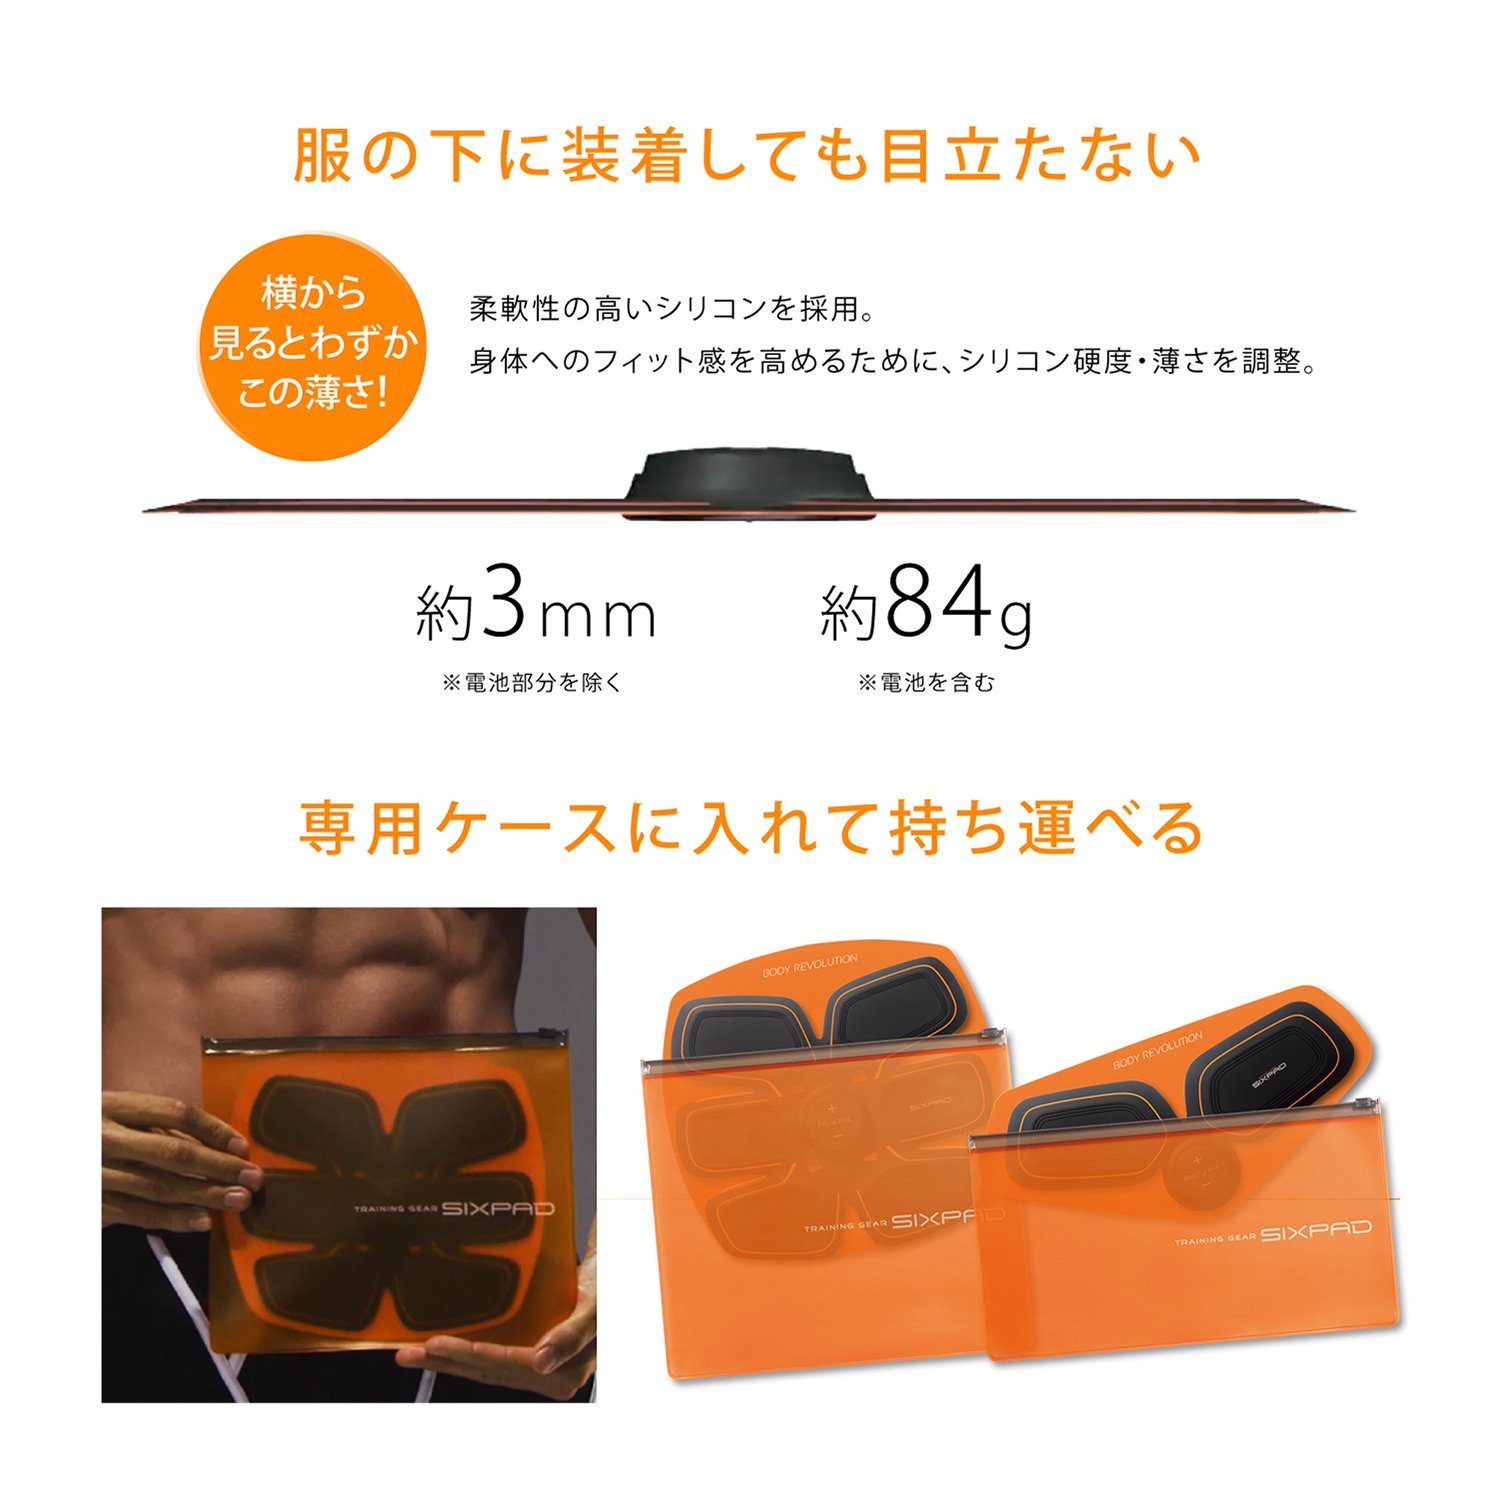 服の下に装着しても目立たない
横から
見るとわずか
この薄さ!
柔軟性の高いシリコンを採用。
身体へのフィット感を高めるために、シリコン硬度・薄さを調整。
約3mm
※電池部分を除く
約84g
※電池を含む
専用ケースに入れて持ち運べる
TRAINING GEAR SIXPAD
BODY REVOLUTION
SIXPAD
+
Abs Fit
−
TRAINING GEAR SIXPAD
BODY REVOLUTION
SIXPAD
+
Body Fit
−
TRAINING GEAR SIXPAD